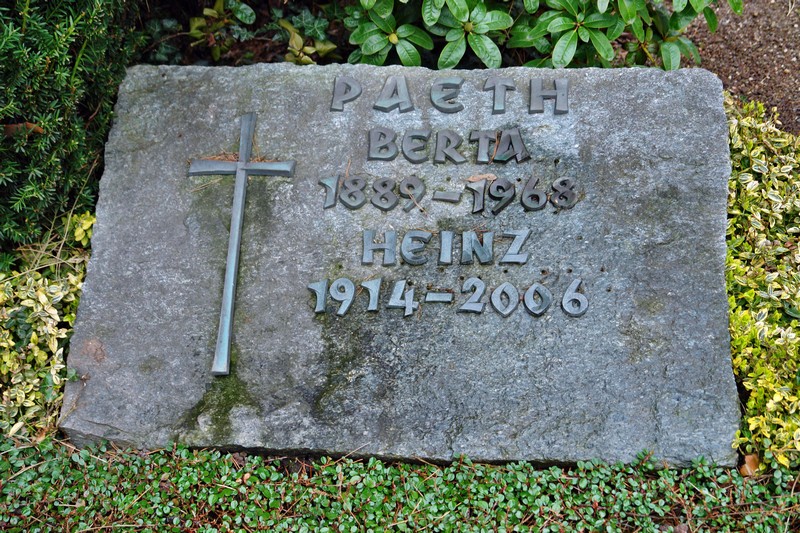 PAETH
BERTA
1889-1968
HEINZ
1914-2006